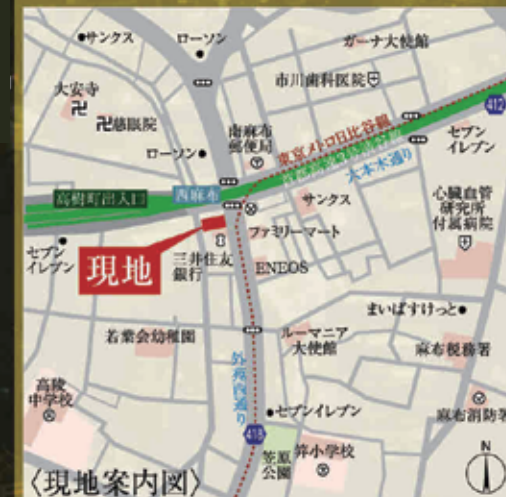 サンクス
ローソン
ガーナ大使館
大安寺
市川歯科医院
慈眼院
412
南麻布
郵便局
東京メトロ日比谷線
ローソン
六本木通り
セブン
イレブン
高樹町出入口
西麻布
サンクス
心臓血管
研究所
付属病院
セブン
イレブン
現地
三井住友
銀行
ファミリーマート
ENEOS
まいばすけっと
若葉会幼稚園
ルーマニア
大使館
麻布税務署
外苑西通り
高陵
中学校
セブンイレブン
麻布消防署
418
笄小学校
笠原
公園
N
〈現地案内図〉